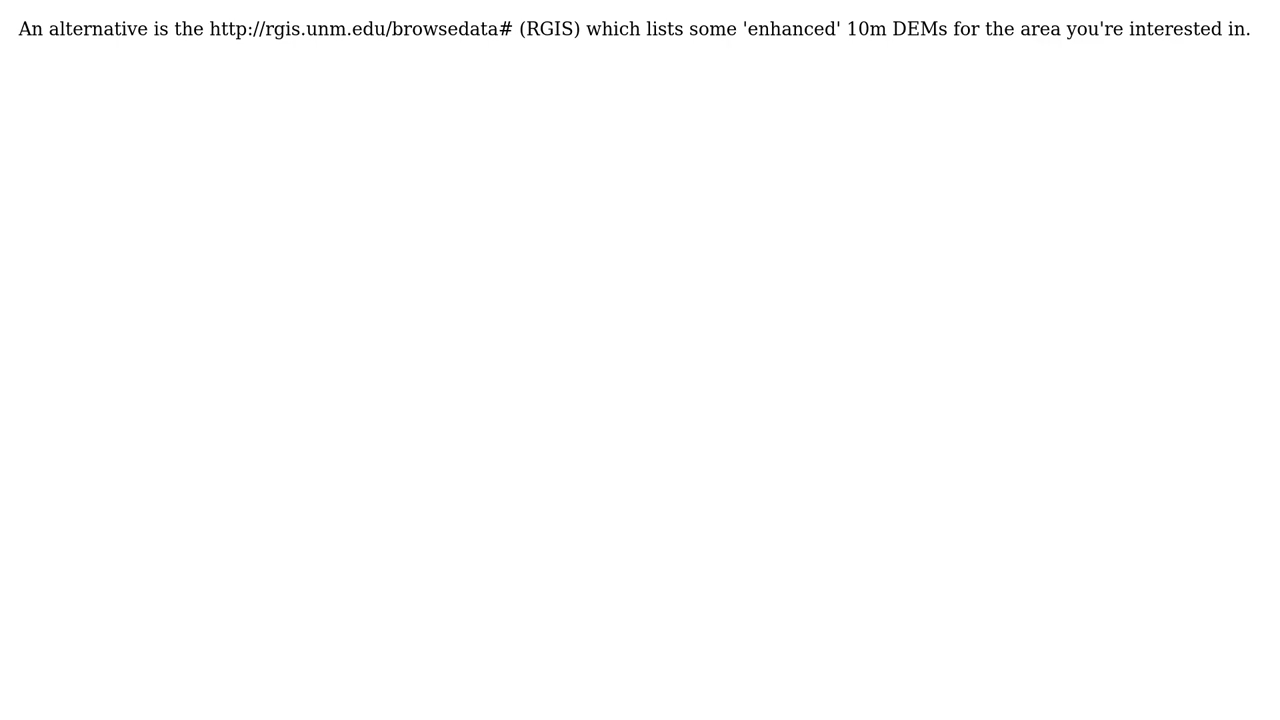 An alternative is the http://rgis.unm.edu/browsedata# (RGIS) which lists some 'enhanced' 10m DEMs for the area you're interested in.